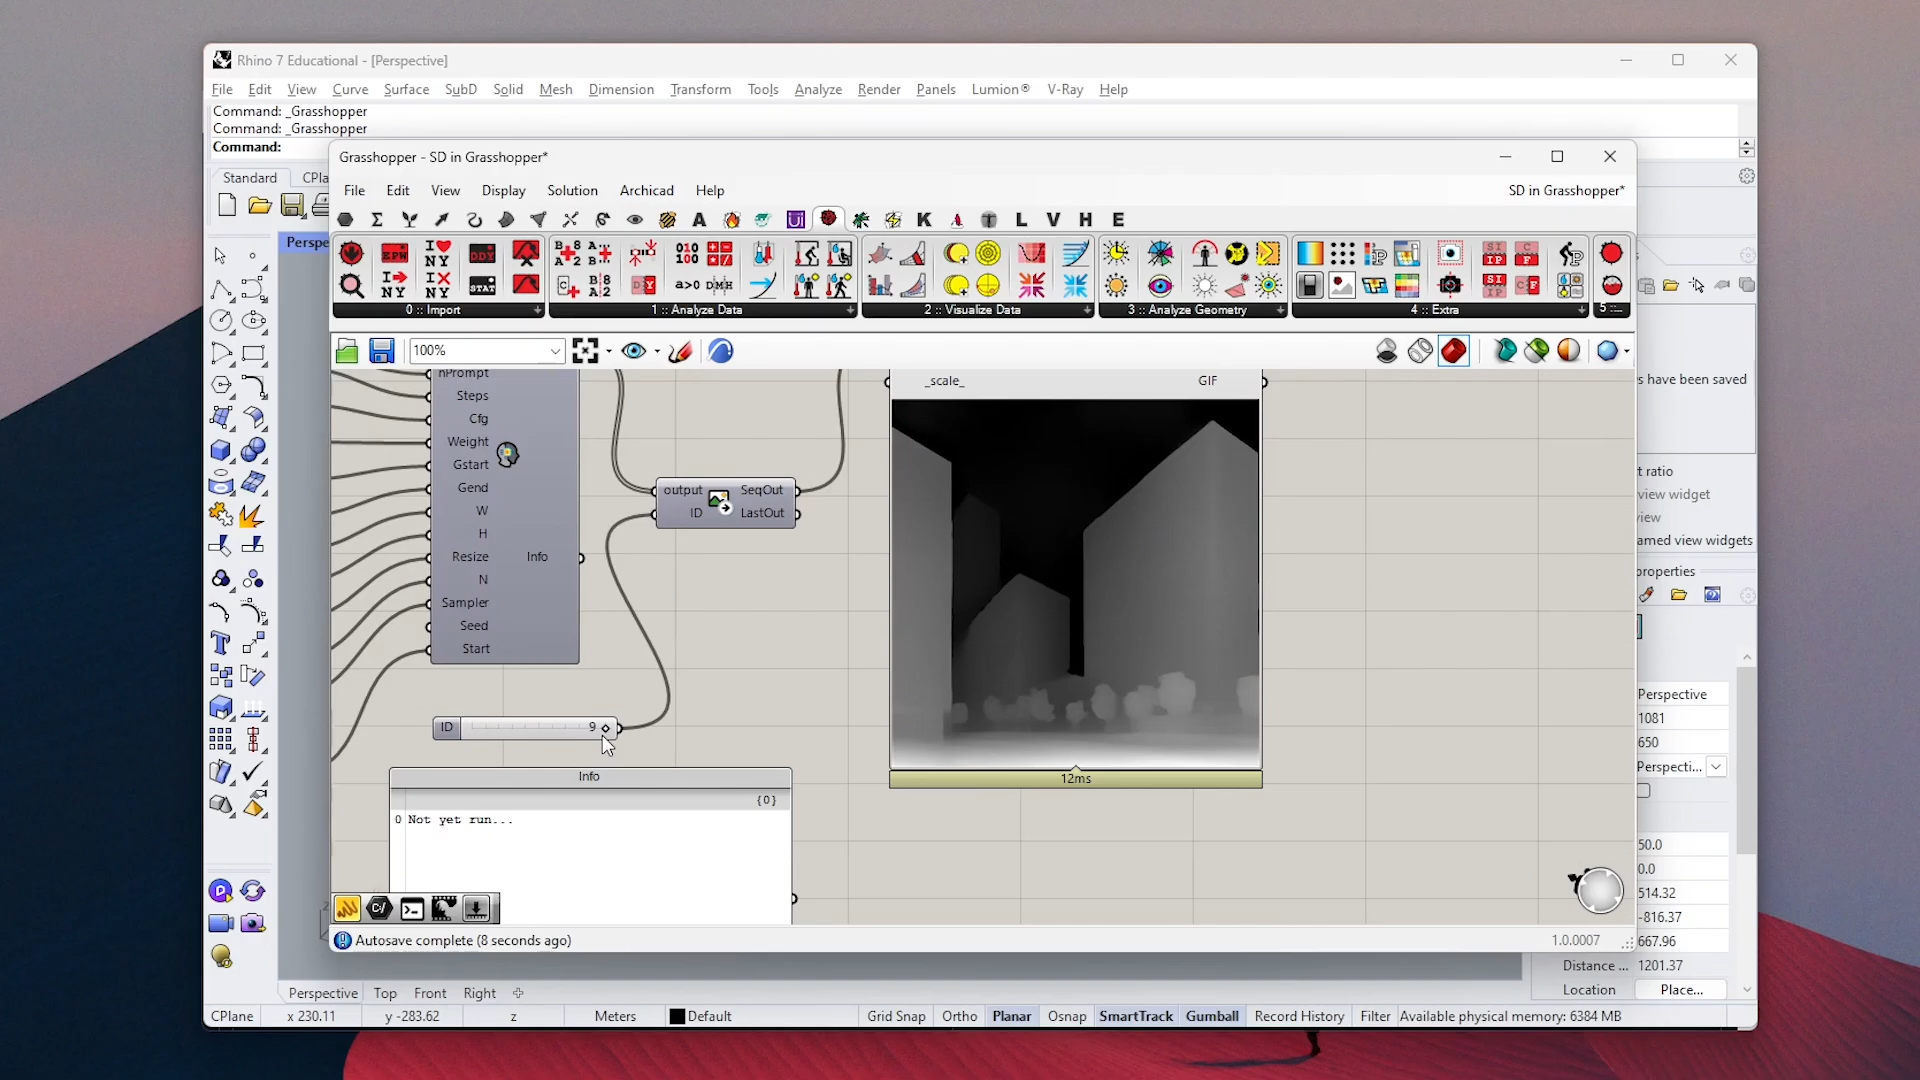 Rhino 7 Educational - [Perspective]
File Edit View Curve Surface SubD Solid Mesh Dimension Transform Tools Analyze Render Panels Lumion® V-Ray Help
Command: _Grasshopper
Command: _Grasshopper
Command:
Standard CPla
Perspe
Grasshopper - SD in Grasshopper*
File Edit View Display Solution Archicad Help
SD in Grasshopper*
A K L V H E
0 :: Import
1 :: Analyze Data
2 :: Visualize Data
3 :: Analyze Geometry
4 :: Extra
5 ::
100%
nPrompt
Steps
Cfg
Weight
Gstart
Gend
W
H
Resize
Info
N
Sampler
Seed
Start
output
SeqOut
ID
LastOut
ID
9
_scale_
GIF
12ms
Info
{0}
0 Not yet run...
Autosave complete (8 seconds ago)
1.0.0007
s have been saved
t ratio
view widget
iew
amed view widgets
properties
Perspective
1081
650
Perspecti...
50.0
0.0
514.32
-816.37
667.96
Distance ... 1201.37
Location Place...
Perspective Top Front Right
CPlane x 230.11 y -283.62 z Meters Default Grid Snap Ortho Planar Osnap SmartTrack Gumball Record History Filter Available physical memory: 6384 MB